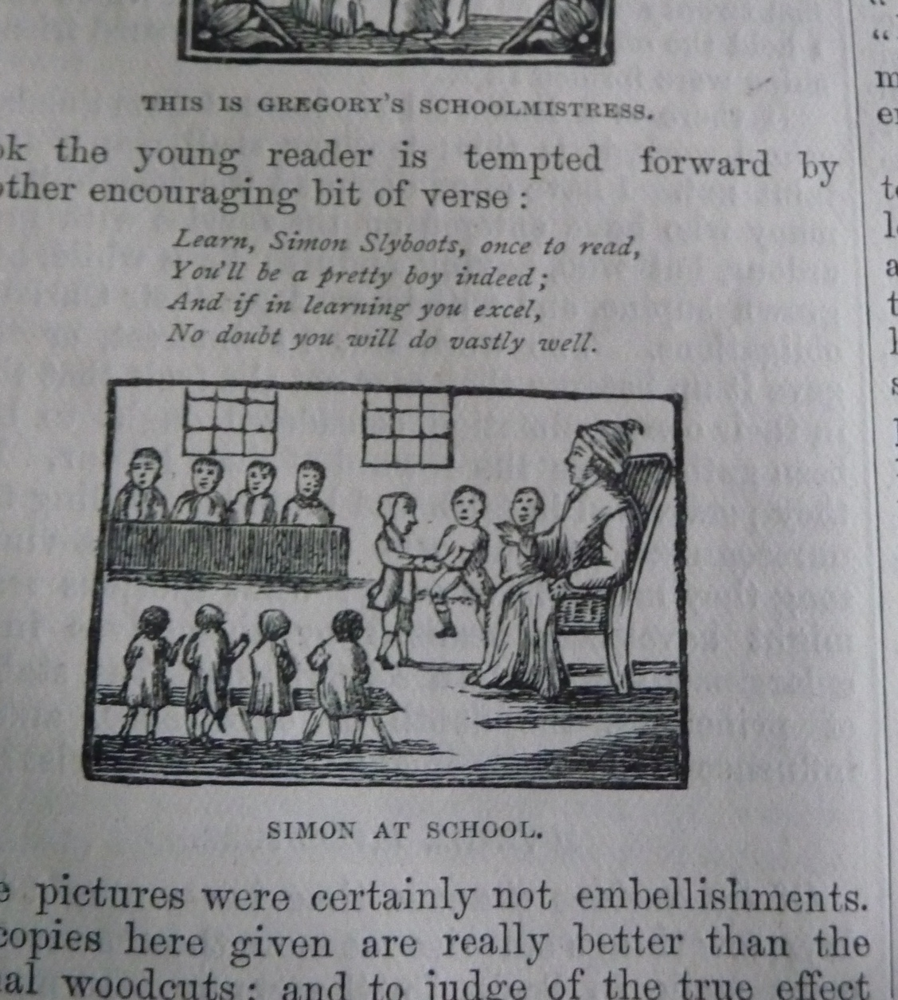 THIS IS GREGORY'S SCHOOLMISTRESS.
the young reader is tempted forward by
encouraging bit of verse :
Learn, Simon Slyboots, once to read,
You'll be a pretty boy indeed ;
And if in learning you excel,
No doubt you will do vastly well.
SIMON AT SCHOOL.
pictures were certainly not embellishments.
copies here given are really better than the
woodcuts ; and to judge of the true effect